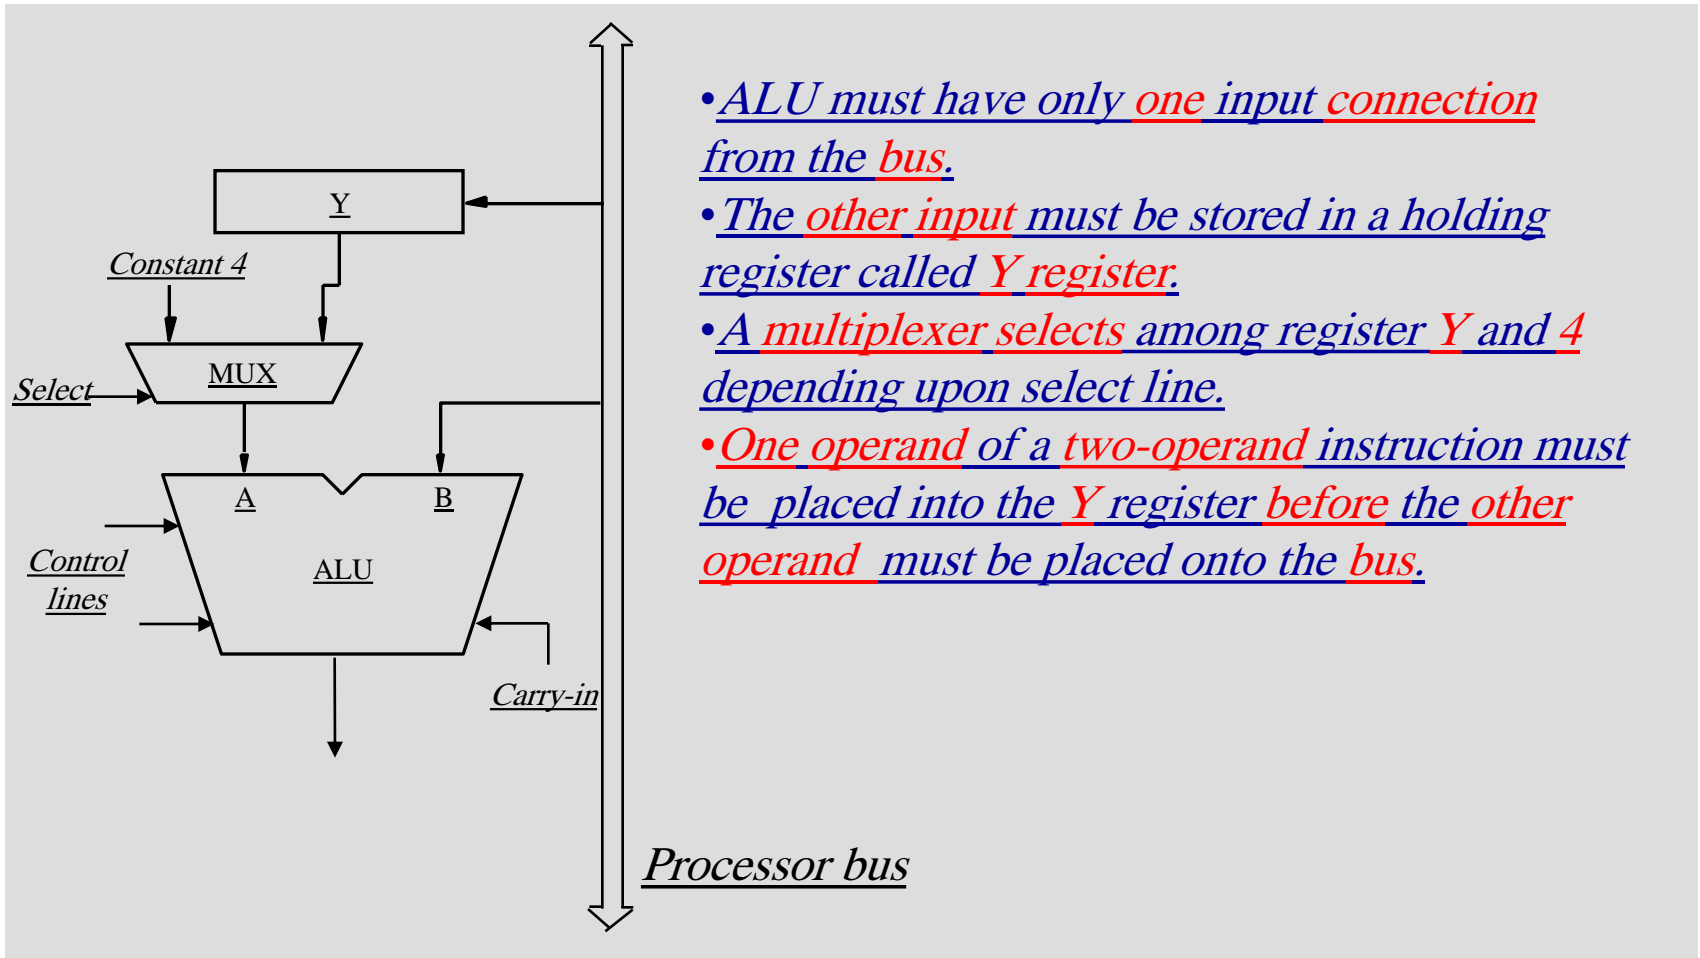 Y
Constant 4
MUX
Select
A
B
ALU
Control
lines
Carry-in
Processor bus
•ALU must have only one input connection
from the bus.
•The other input must be stored in a holding
register called Y register.
•A multiplexer selects among register Y and 4
depending upon select line.
•One operand of a two-operand instruction must
be placed into the Y register before the other
operand must be placed onto the bus.